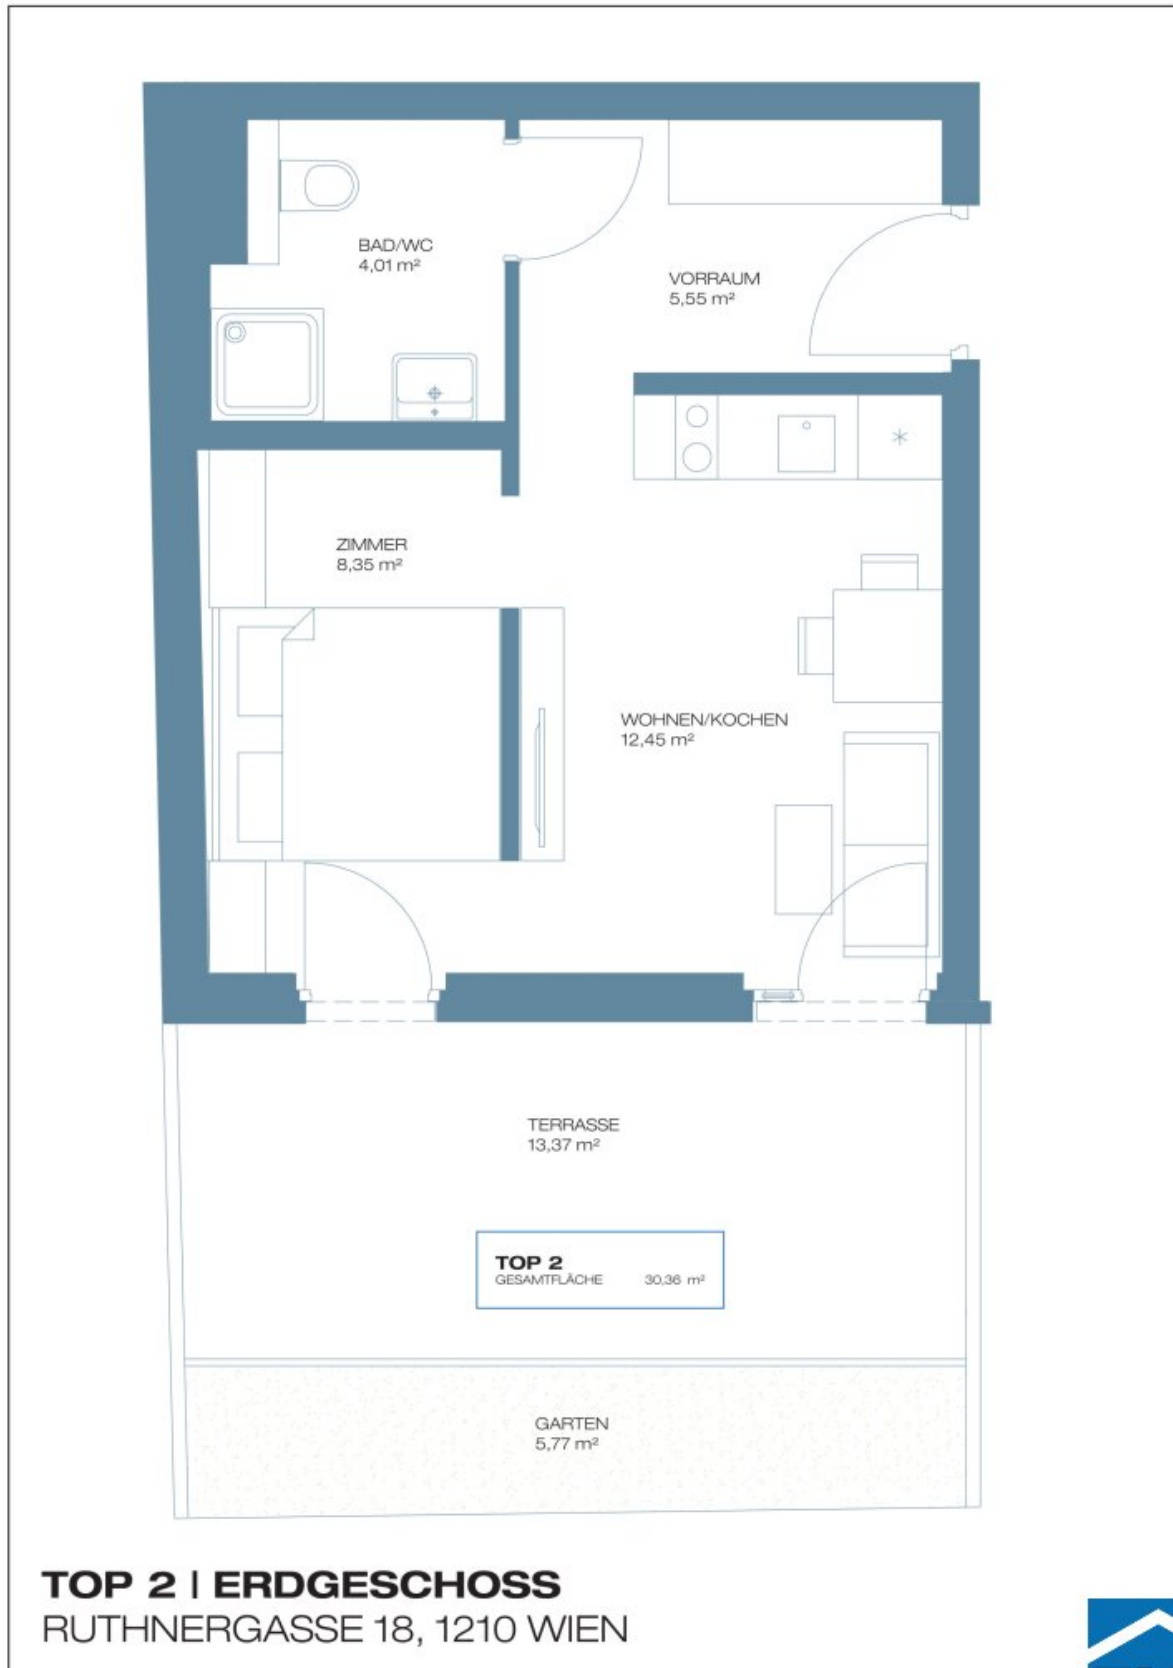 BAD/WC
4,01 m²
VORRAUM
5,55 m²
ZIMMER
8,35 m²
WOHNEN/KOCHEN
12,45 m²
TERRASSE
13,37 m²
TOP 2
GESAMTFLÄCHE 30,36 m²
GARTEN
5,77 m²
TOP 2 | ERDGESCHOSS
RUTHNERGASSE 18, 1210 WIEN